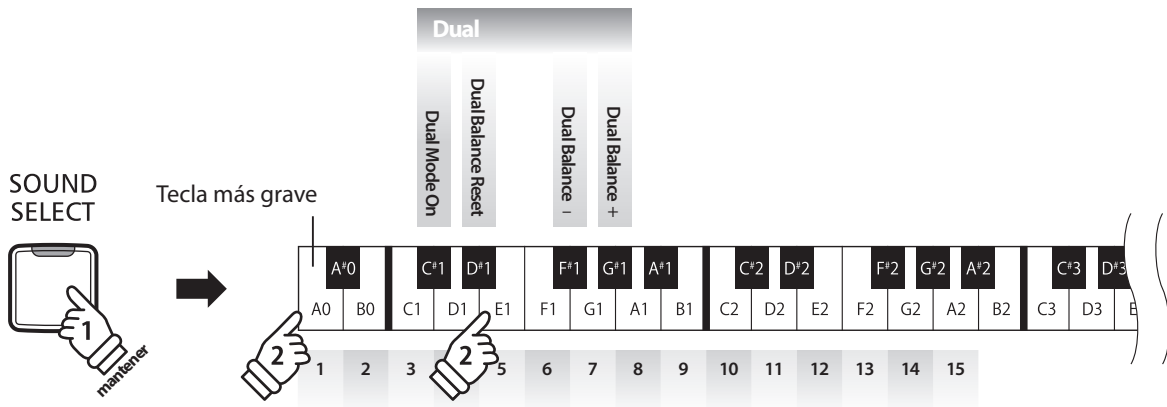 Dual
Dual Mode On
Dual Balance Reset
Dual Balance –
Dual Balance +
SOUND
SELECT
Tecla más grave
A#0 C#1 D#1 F#1 G#1 A#1 C#2 D#2 F#2 G#2 A#2 C#3 D#3
A0 B0 C1 D1 E1 F1 G1 A1 B1 C2 D2 E2 F2 G2 A2 B2 C3 D3 E
1
mantener
2
2
1 2 3 5 6 7 8 9 10 11 12 13 14 15